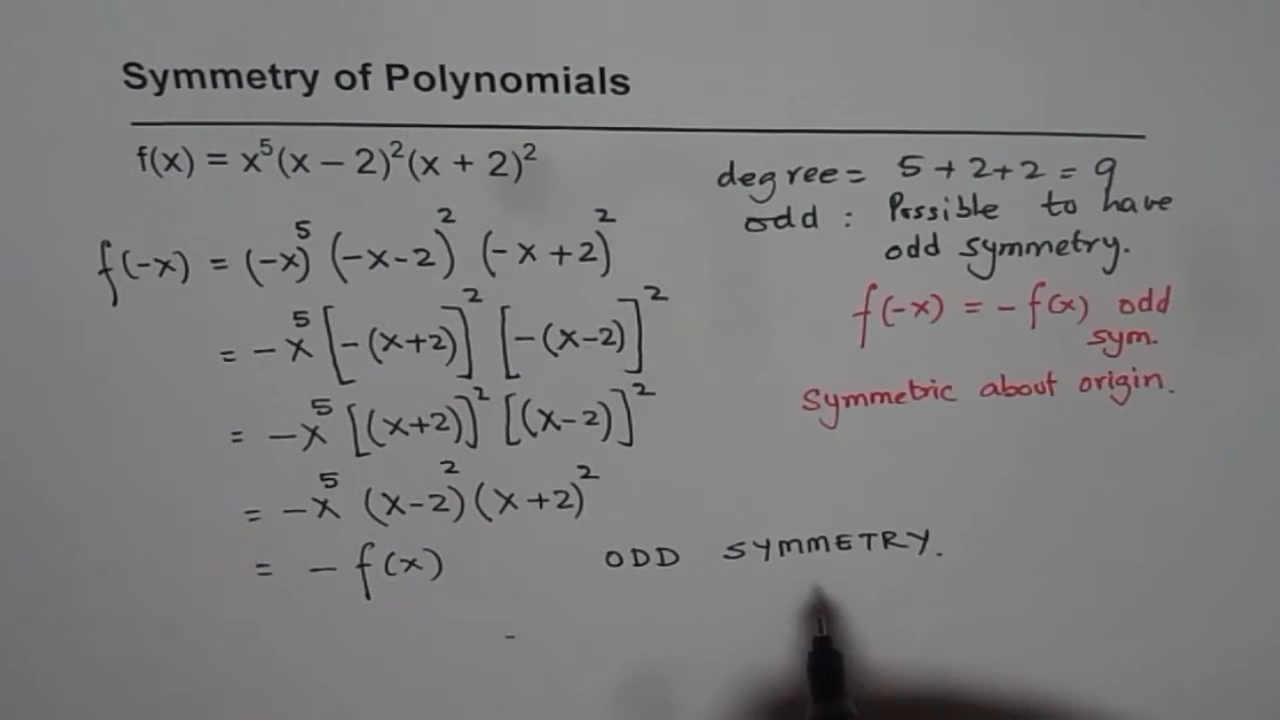 Symmetry of Polynomials
f(x) = x⁵(x – 2)²(x + 2)²
degree = 5 + 2 + 2 = 9
odd : Possible to have
odd symmetry.
f(-x) = - f(x) odd
sym.
Symmetric about origin.
f(-x) = (-x)⁵ (-x-2)² (-x+2)²
= -x⁵ [-(x+2)]² [-(x-2)]²
= -x⁵ [(x+2)]² [(x-2)]²
= -x⁵ (x-2)² (x+2)²
= - f(x) ODD SYMMETRY.